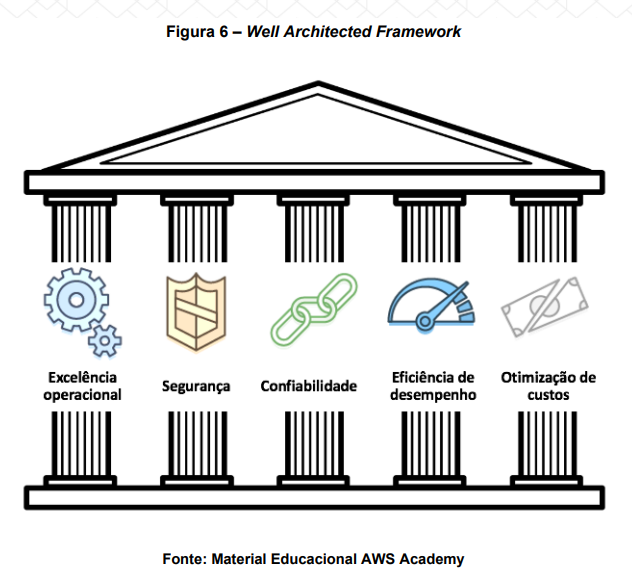 Figura 6 – Well Architected Framework
Excelência
operacional
Segurança
Confiabilidade
Eficiência de
desempenho
Otimização de
custos
Fonte: Material Educacional AWS Academy